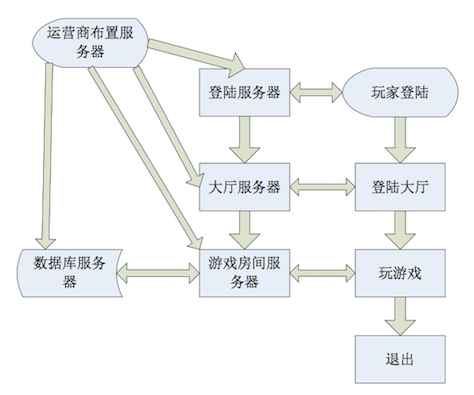 运营商布置服
务器
登陆服务器
玩家登陆
大厅服务器
登陆大厅
数据库服务
器
游戏房间服
务器
玩游戏
退出